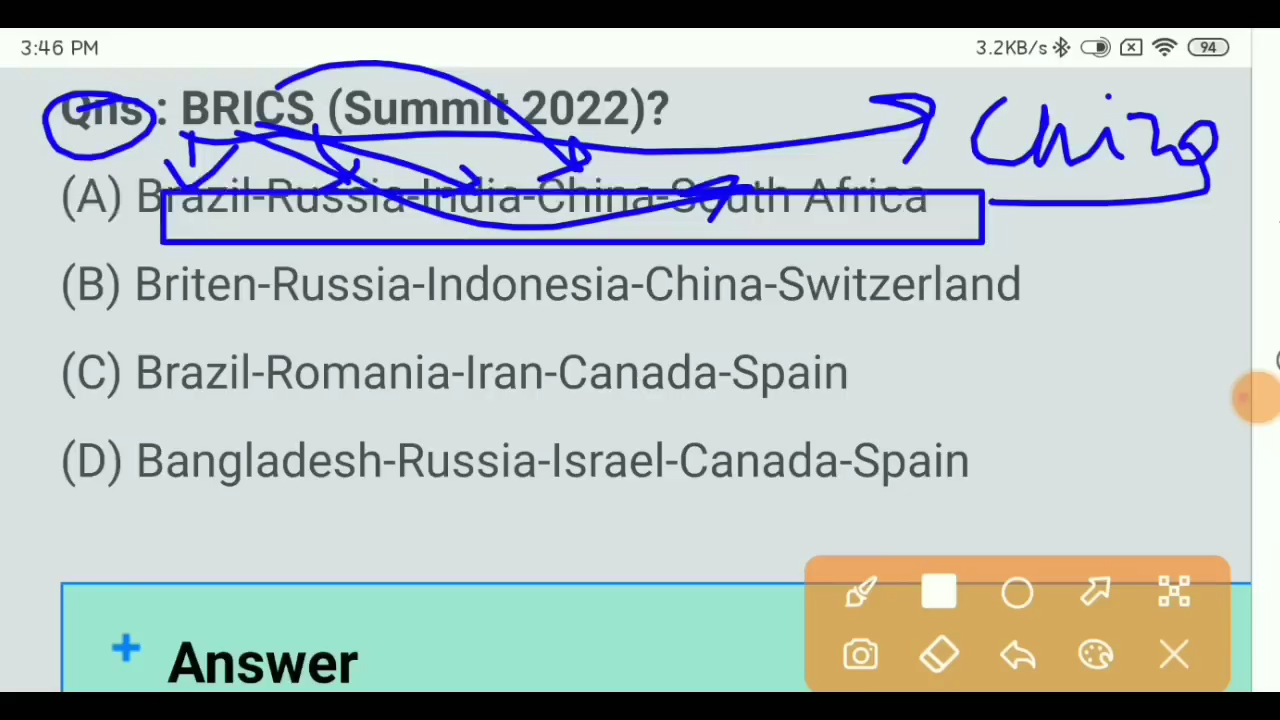 3:46 PM 3.2KB/s 94
Qns : BRICS (Summit 2022)?
China
(A) Brazil-Russia-India-China-South Africa
(B) Briten-Russia-Indonesia-China-Switzerland
(C) Brazil-Romania-Iran-Canada-Spain
(D) Bangladesh-Russia-Israel-Canada-Spain
+ Answer